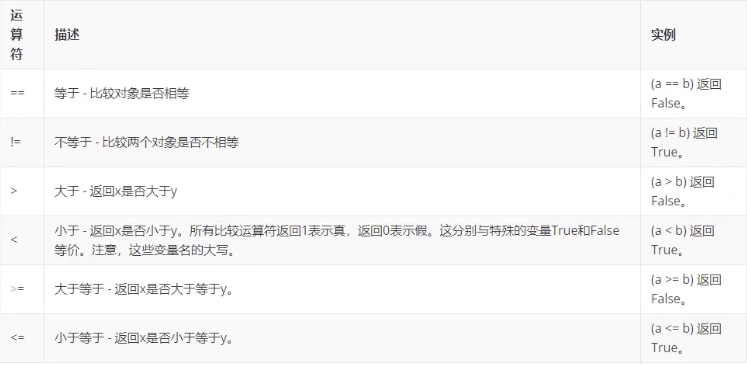 运算符 描述 实例
== 等于 - 比较对象是否相等 (a == b) 返回
False。
!= 不等于 - 比较两个对象是否不相等 (a != b) 返回
True。
> 大于 - 返回x是否大于y (a > b) 返回
False。
< 小于 - 返回x是否小于y。所有比较运算符返回1表示真，返回0表示假。这分别与特殊的变量True和False
等价。注意，这些变量名的大写。 (a < b) 返回
True。
>= 大于等于 - 返回x是否大于等于y。 (a >= b) 返回
False。
<= 小于等于 - 返回x是否小于等于y。 (a <= b) 返回
True。